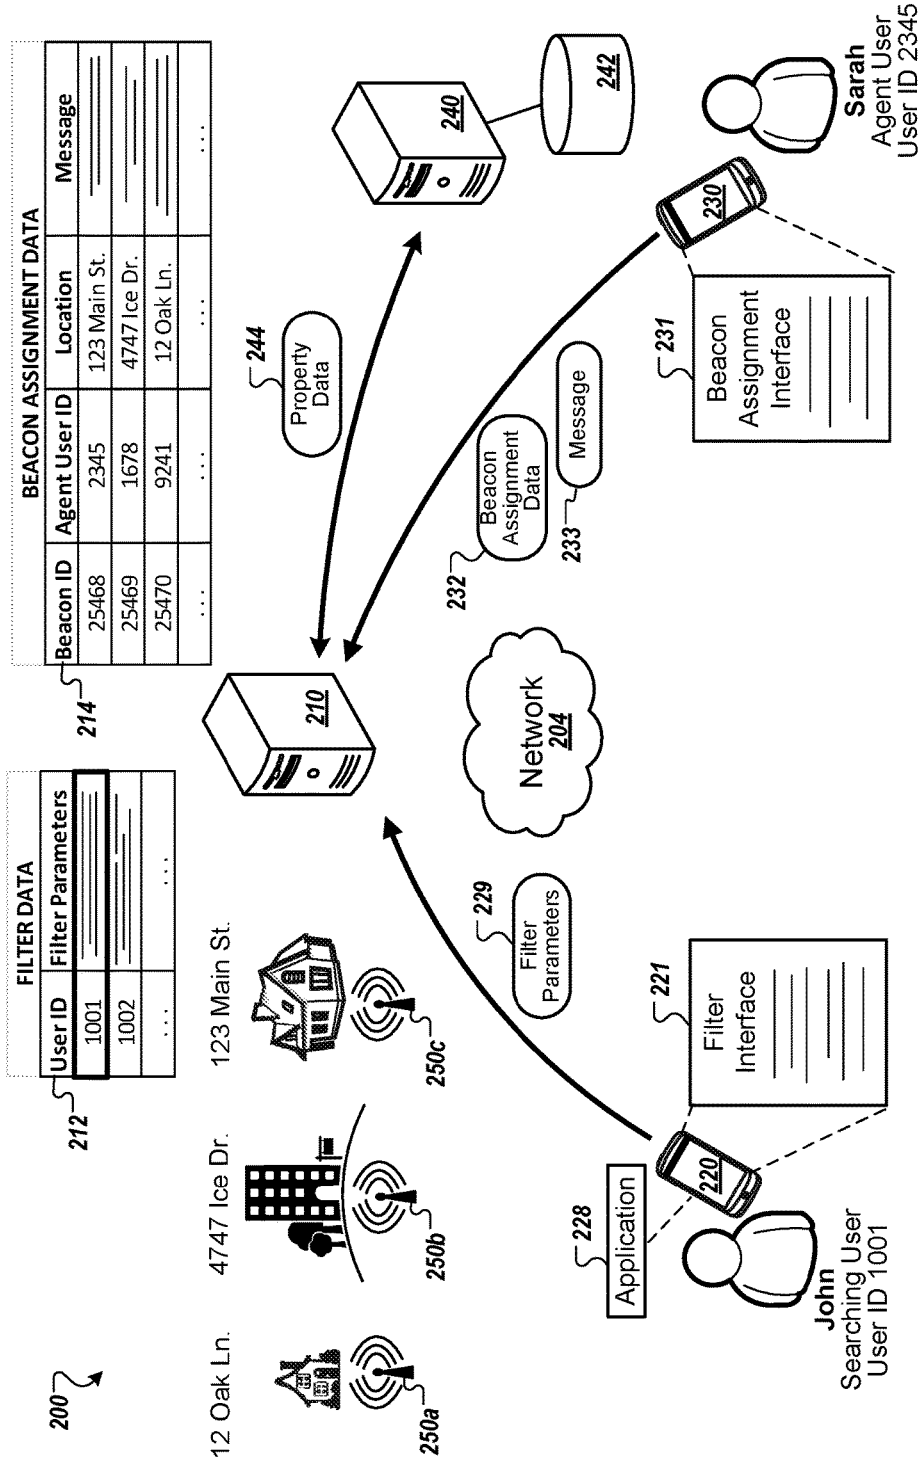 200
FILTER DATA
User ID Filter Parameters
1001
1002
... ...
212
BEACON ASSIGNMENT DATA
Beacon ID Agent User ID Location Message
25468 2345 123 Main St.
25469 1678 4747 Ice Dr.
25470 9241 12 Oak Ln.
... ... ... ...
214
12 Oak Ln.
250a
4747 Ice Dr.
250b
123 Main St.
250c
210
244
Property
Data
240
242
229
Filter
Parameters
Network
204
232
Beacon
Assignment
Data
233
Message
228
Application
220
221
Filter
Interface
231
Beacon
Assignment
Interface
230
John
Searching User
User ID 1001
Sarah
Agent User
User ID 2345